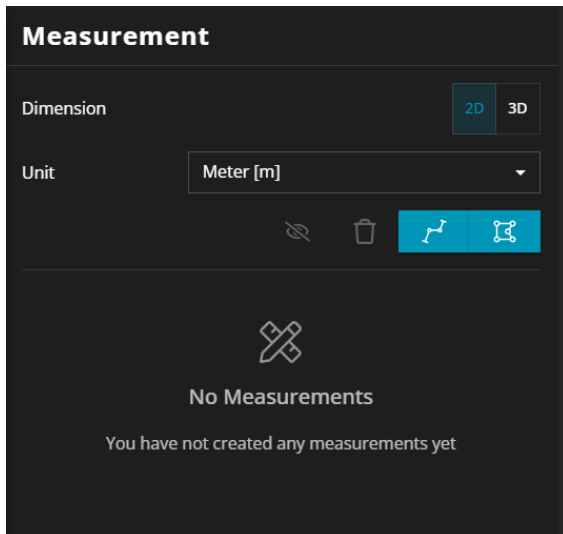 Measurement
Dimension 2D 3D
Unit Meter [m]
No Measurements
You have not created any measurements yet